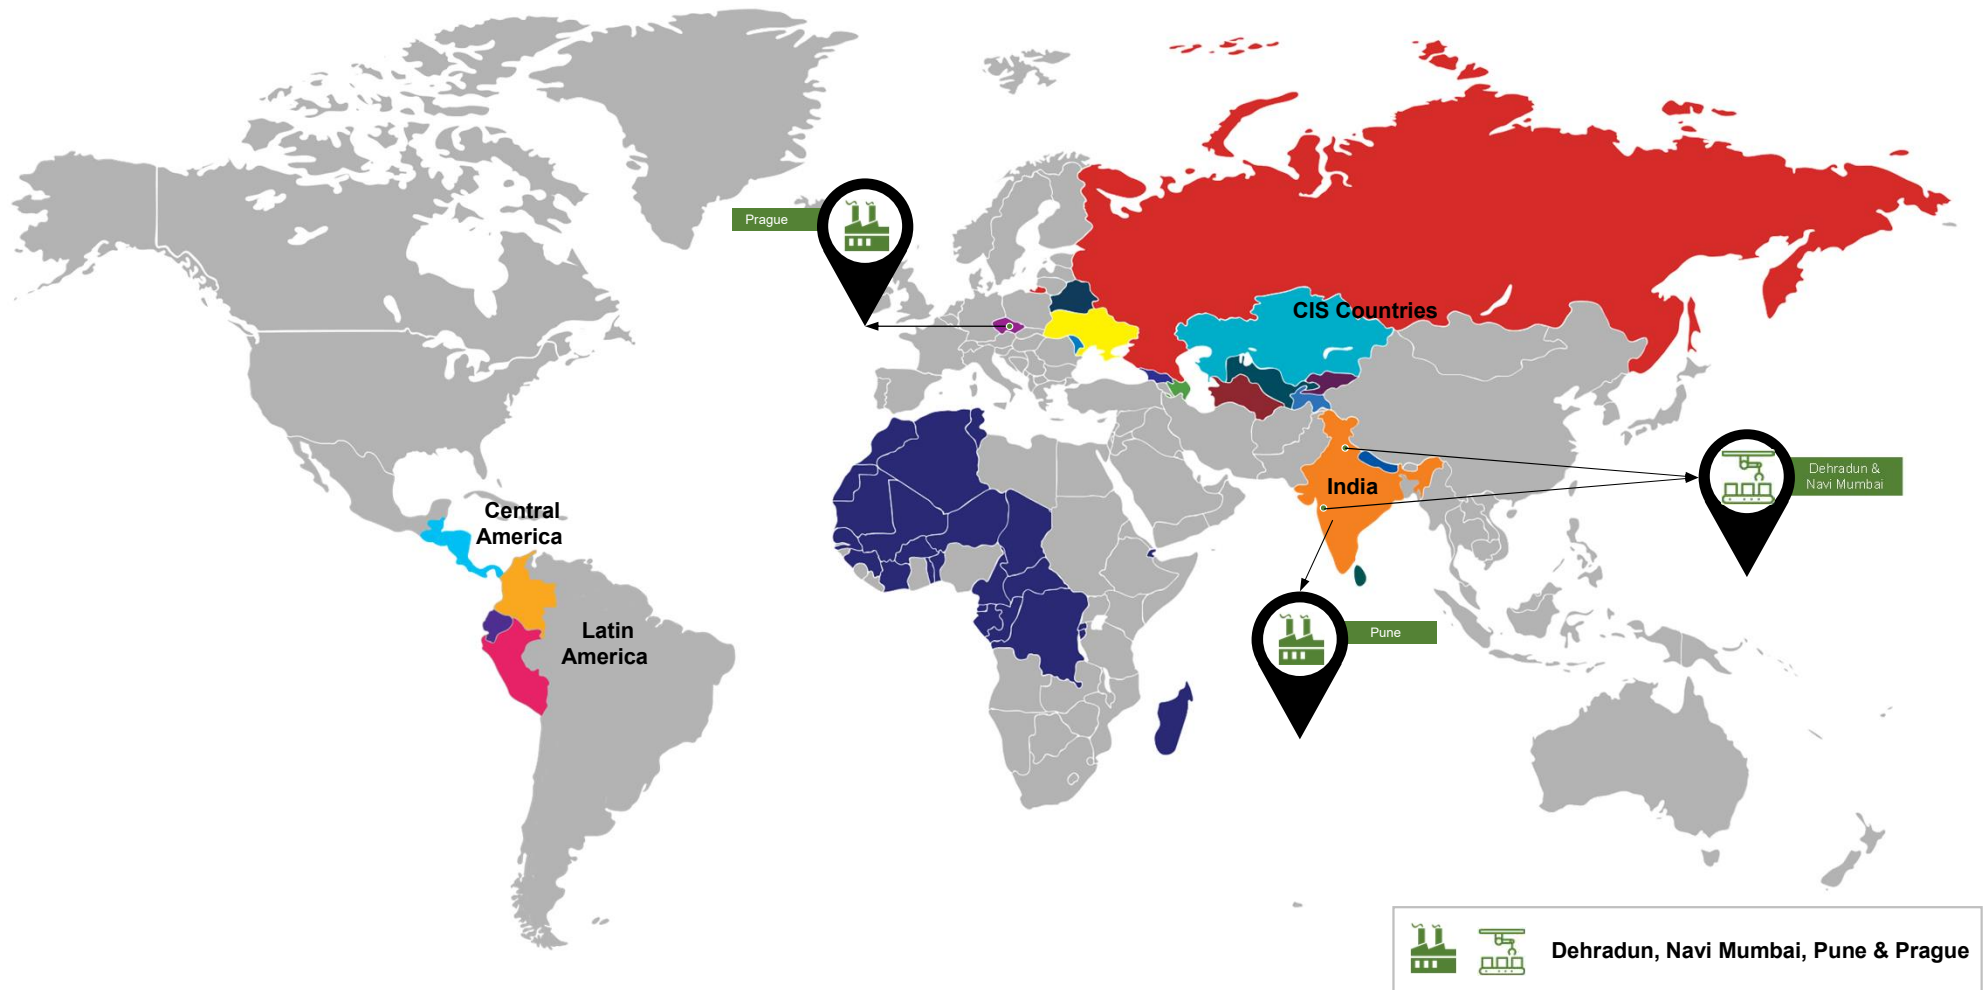 Prague
CIS Countries
Dehradun &
Navi Mumbai
India
Central
America
Latin
America
Pune
Dehradun, Navi Mumbai, Pune & Prague